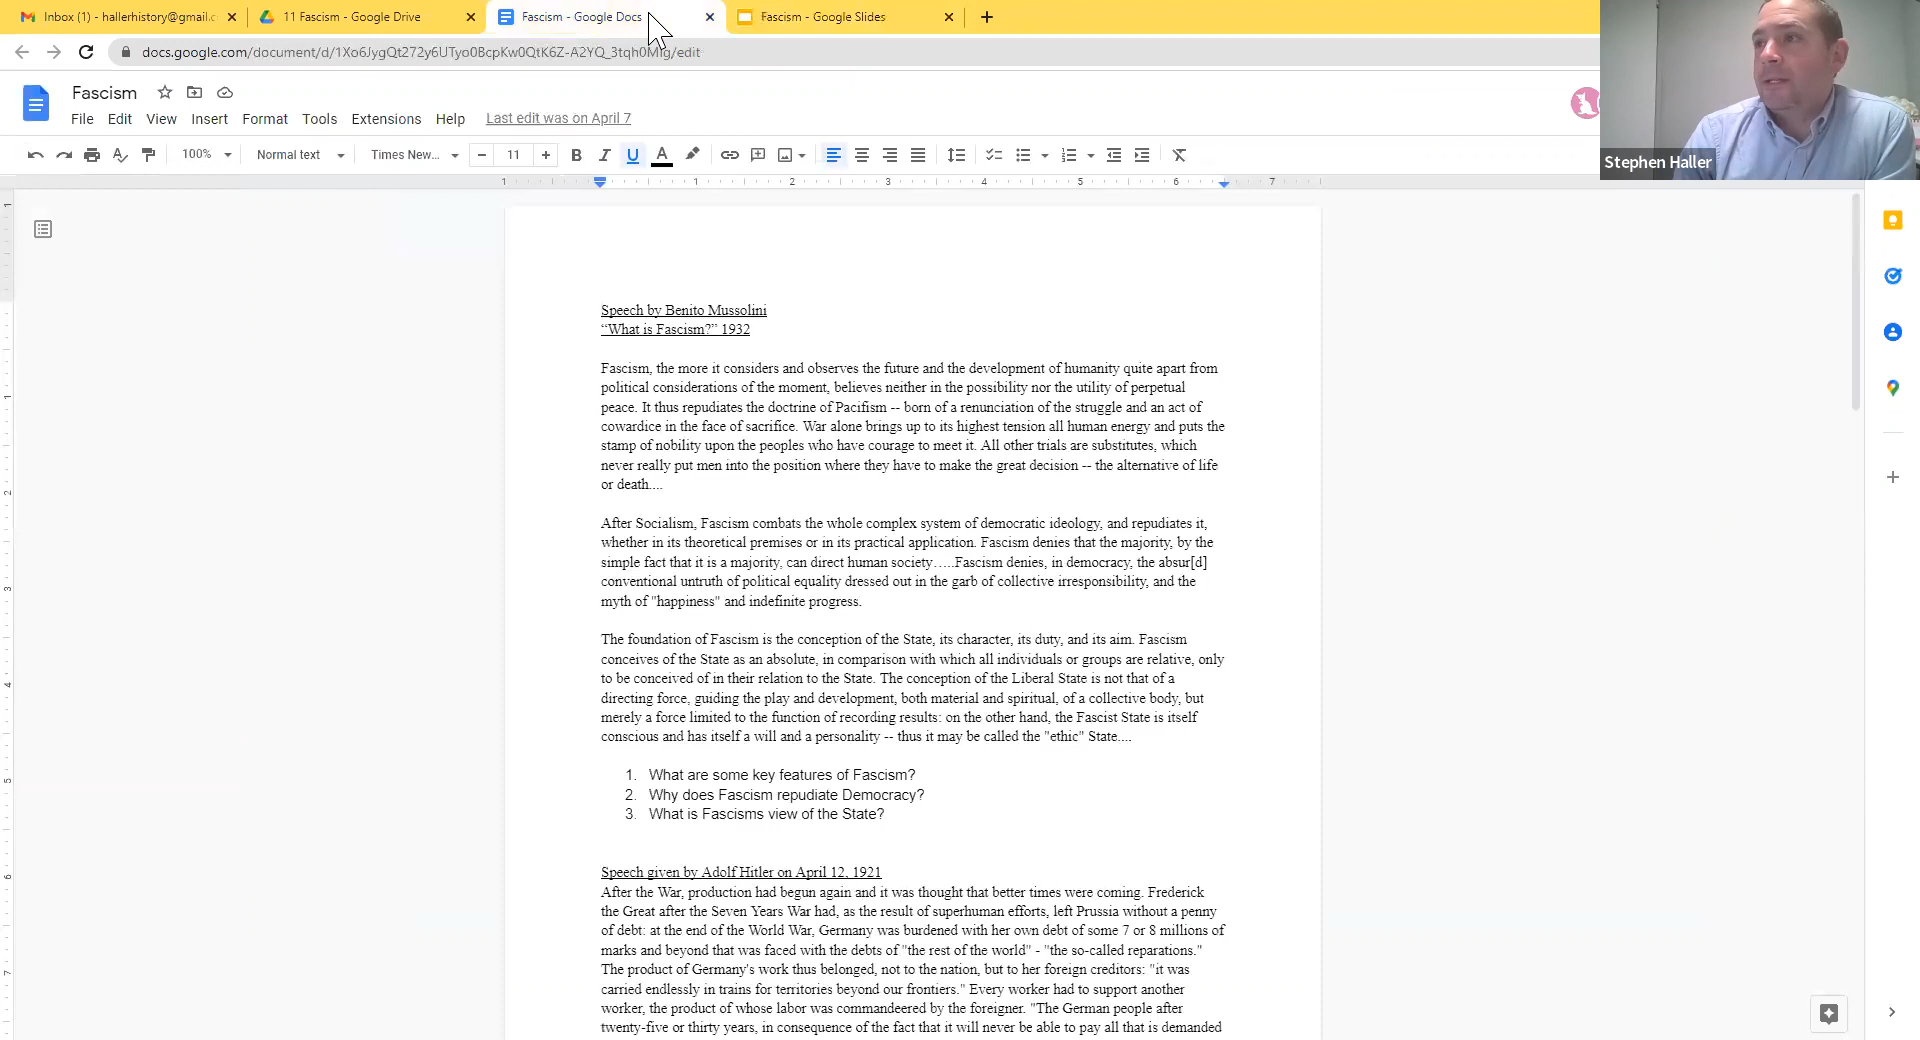 Inbox (1) - hallerhistory@gmail.c
11 Fascism - Google Drive
Fascism - Google Docs
Fascism - Google Slides
docs.google.com/document/d/1Xo6JygQt272y6UTyo0BcpKw0QtK6Z-A2YQ_3tqh0MIg/edit
Fascism
File Edit View Insert Format Tools Extensions Help Last edit was on April 7
100% Normal text Times New... 11 B I U A
1 1 2 3 4 5 6 7
Stephen Haller
Speech by Benito Mussolini
“What is Fascism?” 1932
Fascism, the more it considers and observes the future and the development of humanity quite apart from
political considerations of the moment, believes neither in the possibility nor the utility of perpetual
peace. It thus repudiates the doctrine of Pacifism -- born of a renunciation of the struggle and an act of
cowardice in the face of sacrifice. War alone brings up to its highest tension all human energy and puts the
stamp of nobility upon the peoples who have courage to meet it. All other trials are substitutes, which
never really put men into the position where they have to make the great decision -- the alternative of life
or death....
After Socialism, Fascism combats the whole complex system of democratic ideology, and repudiates it,
whether in its theoretical premises or in its practical application. Fascism denies that the majority, by the
simple fact that it is a majority, can direct human society…..Fascism denies, in democracy, the absur[d]
conventional untruth of political equality dressed out in the garb of collective irresponsibility, and the
myth of "happiness" and indefinite progress.
The foundation of Fascism is the conception of the State, its character, its duty, and its aim. Fascism
conceives of the State as an absolute, in comparison with which all individuals or groups are relative, only
to be conceived of in their relation to the State. The conception of the Liberal State is not that of a
directing force, guiding the play and development, both material and spiritual, of a collective body, but
merely a force limited to the function of recording results: on the other hand, the Fascist State is itself
conscious and has itself a will and a personality -- thus it may be called the "ethic" State....
1. What are some key features of Fascism?
2. Why does Fascism repudiate Democracy?
3. What is Fascisms view of the State?
Speech given by Adolf Hitler on April 12, 1921
After the War, production had begun again and it was thought that better times were coming. Frederick
the Great after the Seven Years War had, as the result of superhuman efforts, left Prussia without a penny
of debt: at the end of the World War, Germany was burdened with her own debt of some 7 or 8 millions of
marks and beyond that was faced with the debts of "the rest of the world" - "the so-called reparations."
The product of Germany's work thus belonged, not to the nation, but to her foreign creditors: "it was
carried endlessly in trains for territories beyond our frontiers." Every worker had to support another
worker, the product of whose labor was commandeered by the foreigner. "The German people after
twenty-five or thirty years, in consequence of the fact that it will never be able to pay all that is demanded